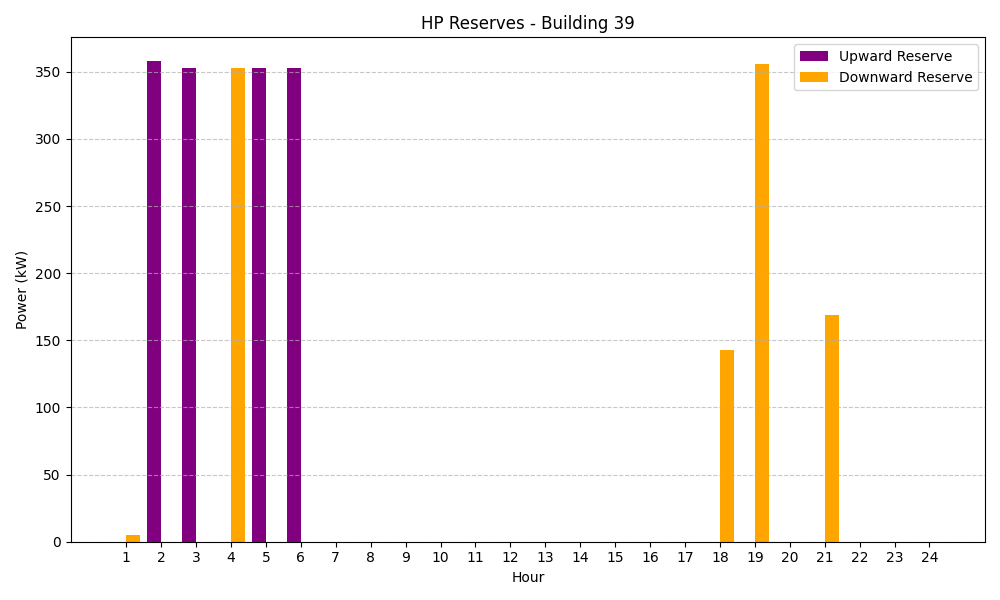 HP Reserves - Building 39
Upward Reserve
Downward Reserve
Power (kW)
350
300
250
200
150
100
50
0
1 2 3 4 5 6 7 8 9 10 11 12 13 14 15 16 17 18 19 20 21 22 23 24
Hour